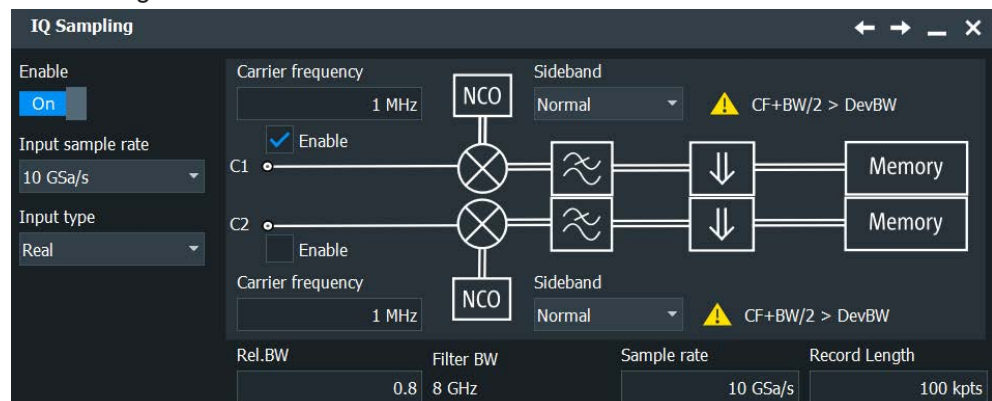 IQ Sampling
Enable
On
Input sample rate
10 GSa/s
Input type
Real
Carrier frequency
1 MHz
Enable
NCO
Sideband
Normal
CF+BW/2 > DevBW
C1
Memory
C2
Memory
Enable
Carrier frequency
1 MHz
NCO
Sideband
Normal
CF+BW/2 > DevBW
Rel.BW
0.8
Filter BW
8 GHz
Sample rate
10 GSa/s
Record Length
100 kpts